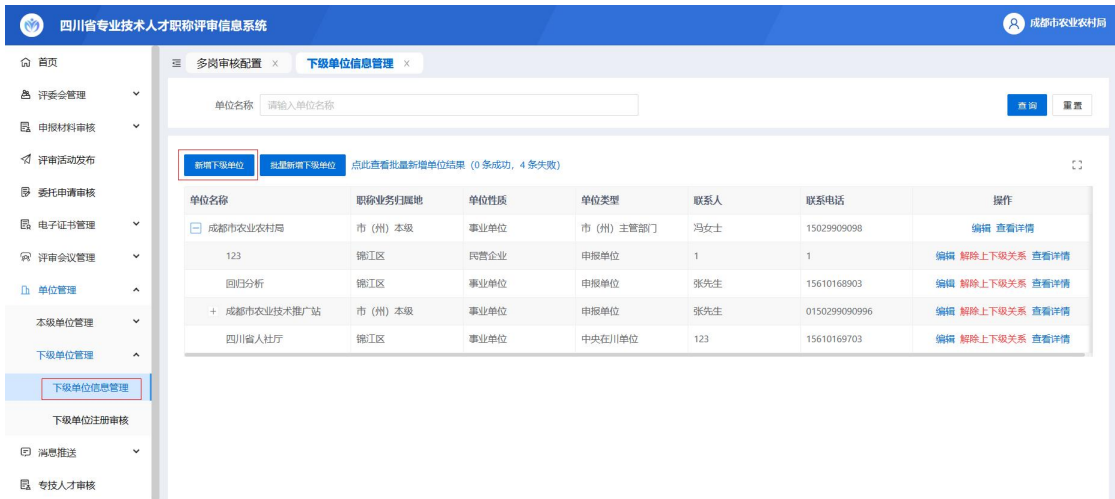 四川省专业技术人才职称评审信息系统
成都市农业农村局
首页
评委会管理
申报材料审核
评审活动发布
委托申请审核
电子证书管理
评审会议管理
单位管理
本级单位管理
下级单位管理
下级单位信息管理
下级单位注册审核
消息推送
专技人才审核
多岗审核配置 × 下级单位信息管理 ×
单位名称 请输入单位名称 查询 重置
新增下级单位 批量新增下级单位 点此查看批量新增单位结果（0 条成功，4 条失败）
单位名称 职称业务归属地 单位性质 单位类型 联系人 联系电话 操作
成都市农业农村局 市（州）本级 事业单位 市（州）主管部门 冯女士 15029909098 编辑 查看详情
123 锦江区 民营企业 申报单位 1 1 编辑 解除上下级关系 查看详情
回归分析 锦江区 事业单位 申报单位 张先生 15610168903 编辑 解除上下级关系 查看详情
成都市农业技术推广站 市（州）本级 事业单位 申报单位 张先生 0150299090996 编辑 解除上下级关系 查看详情
四川省人社厅 锦江区 事业单位 中央在川单位 123 15610169703 编辑 解除上下级关系 查看详情